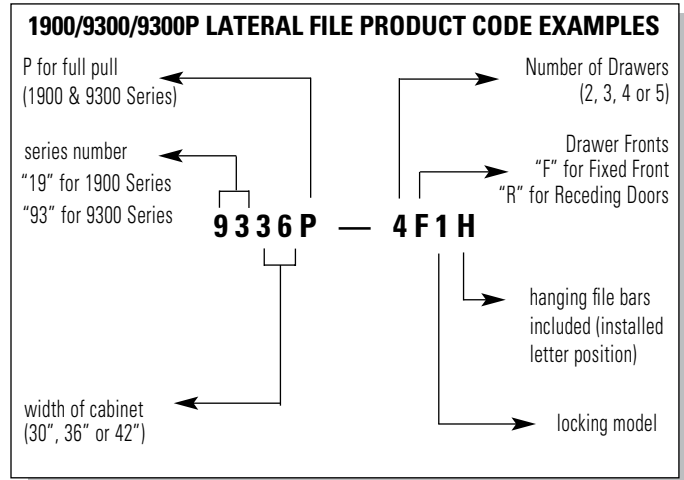 1900/9300/9300P LATERAL FILE PRODUCT CODE EXAMPLES
P for full pull
(1900 & 9300 Series)
Number of Drawers
(2, 3, 4 or 5)
series number
"19" for 1900 Series
"93" for 9300 Series
Drawer Fronts
"F" for Fixed Front
"R" for Receding Doors
9336P — 4F1H
hanging file bars
included (installed
letter position)
width of cabinet
(30", 36" or 42")
locking model